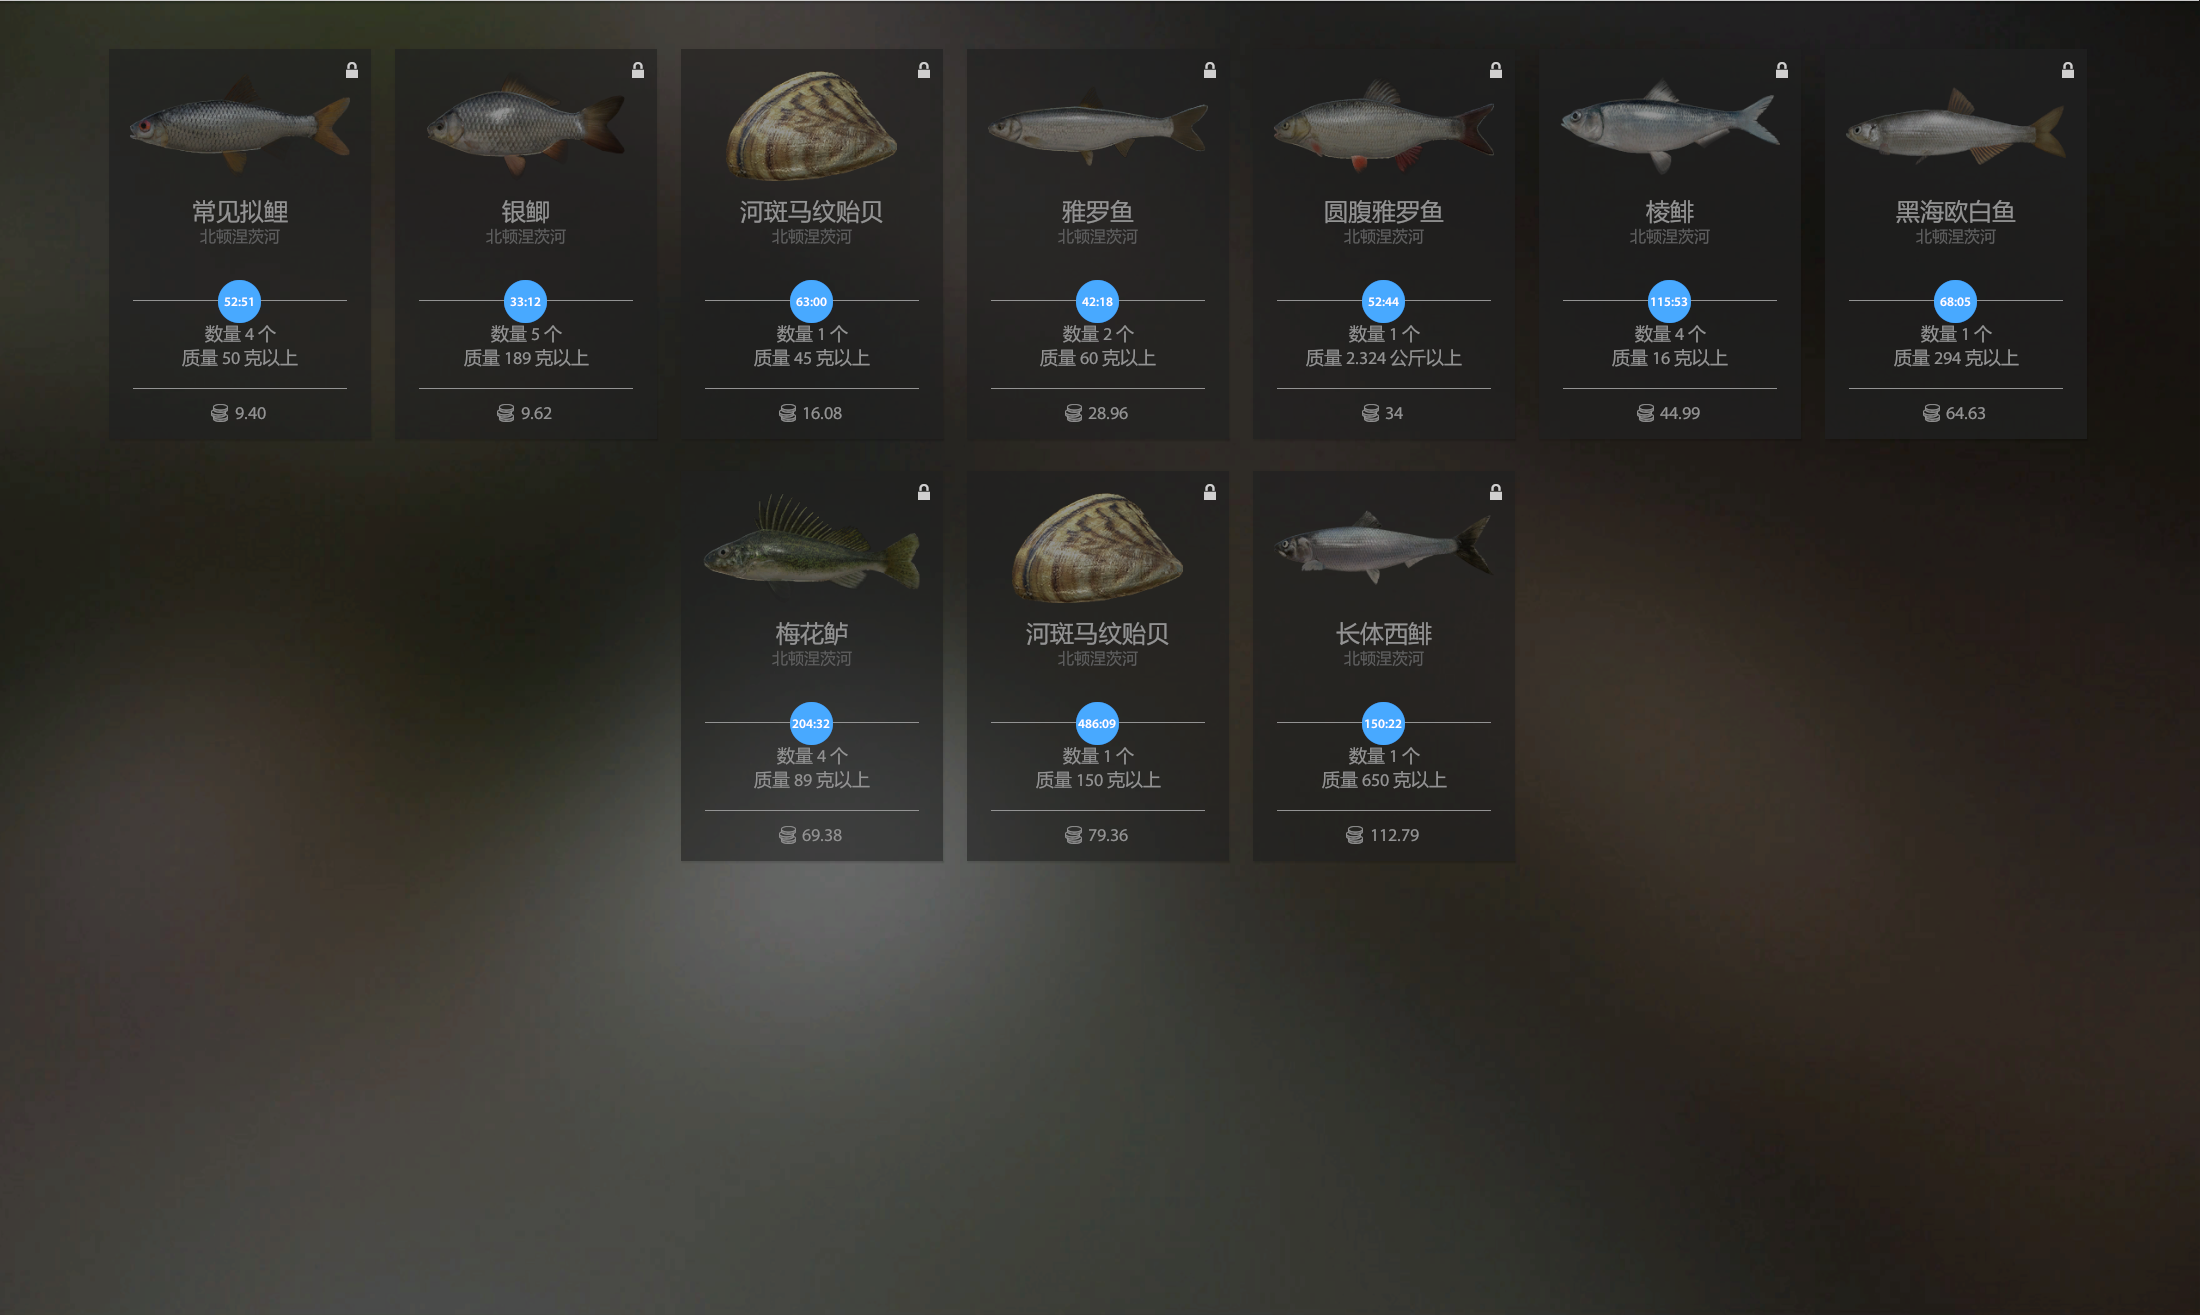 常见拟鲤
北顿涅茨河
52:51
数量 4 个
质量 50 克以上
9.40
银鲫
北顿涅茨河
33:12
数量 5 个
质量 189 克以上
9.62
河斑马纹贻贝
北顿涅茨河
63:00
数量 1 个
质量 45 克以上
16.08
雅罗鱼
北顿涅茨河
42:18
数量 2 个
质量 60 克以上
28.96
圆腹雅罗鱼
北顿涅茨河
52:44
数量 1 个
质量 2.324 公斤以上
34
棱鲱
北顿涅茨河
115:53
数量 4 个
质量 16 克以上
44.99
黑海欧白鱼
北顿涅茨河
68:05
数量 1 个
质量 294 克以上
64.63
梅花鲈
北顿涅茨河
204:32
数量 4 个
质量 89 克以上
69.38
河斑马纹贻贝
北顿涅茨河
486:09
数量 1 个
质量 150 克以上
79.36
长体西鲱
北顿涅茨河
150:22
数量 1 个
质量 650 克以上
112.79